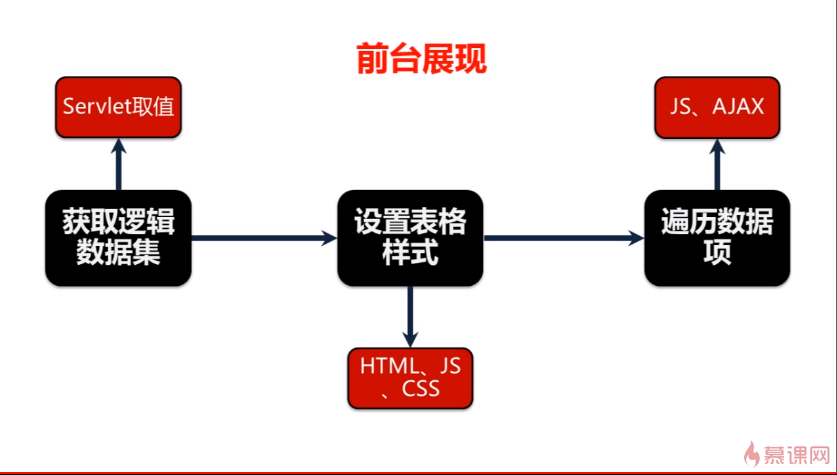 前台展现
Servlet取值
JS、AJAX
获取逻辑
数据集
设置表格
样式
遍历数据
项
HTML、JS
、CSS
慕课网